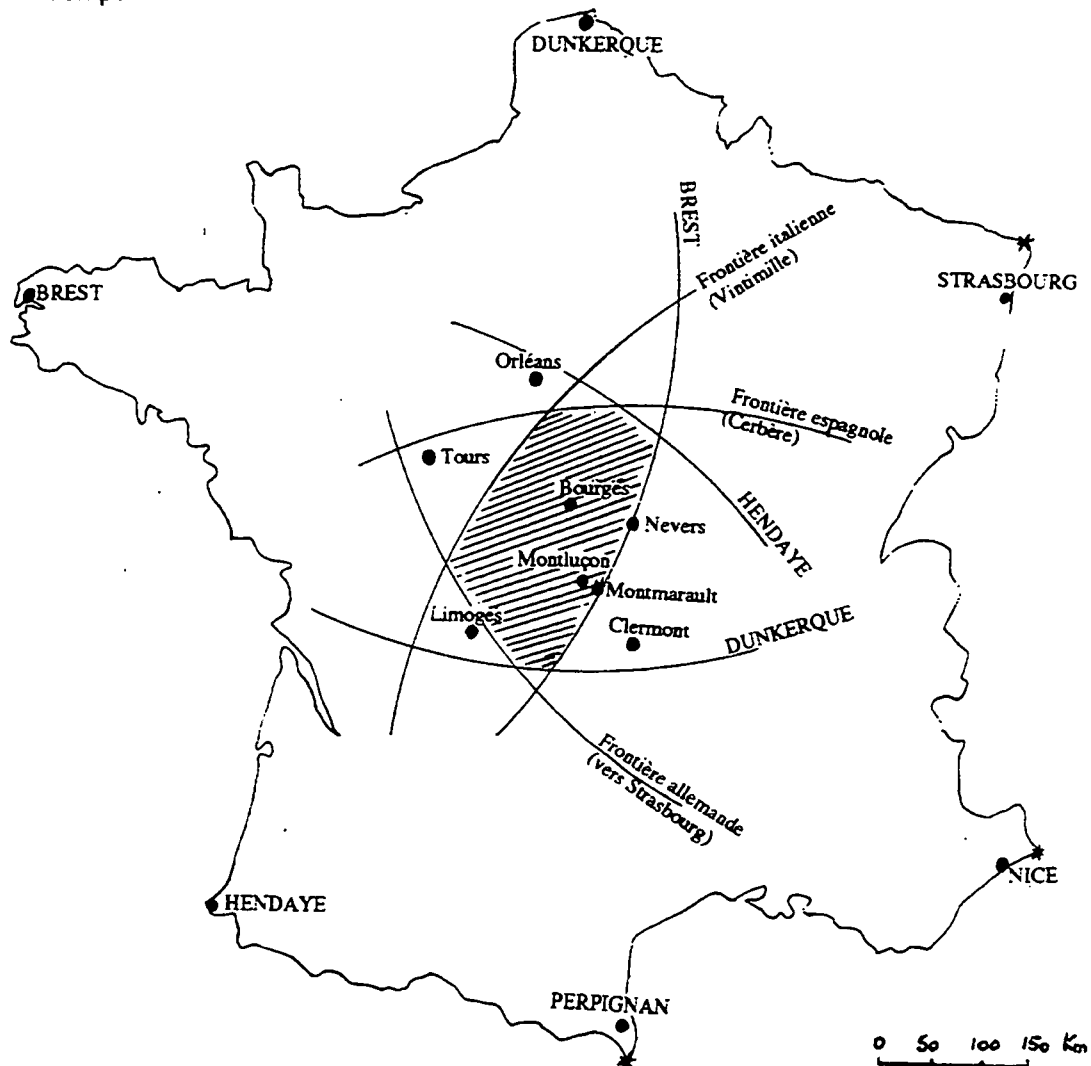 DUNKERQUE
BREST
Frontière italienne
(Vintimille)
STRASBOURG
BREST
Orléans
Frontière espagnole
(Cerbère)
Tours
Bourges
Nevers
HENDAYE
Montluçon
Montmarault
Limoges
Clermont
DUNKERQUE
Frontière allemande
(vers Strasbourg)
NICE
HENDAYE
PERPIGNAN
0 50 100 150 Km